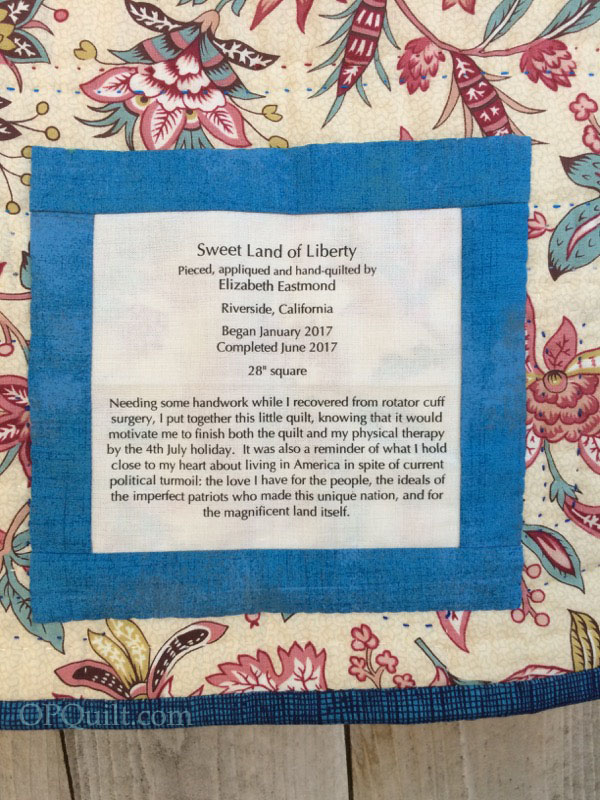 Sweet Land of Liberty
Pieced, appliqued and hand-quilted by
Elizabeth Eastmond
Riverside, California
Began January 2017
Completed June 2017
28" square
Needing some handwork while I recovered from rotator cuff
surgery, I put together this little quilt, knowing that it would
motivate me to finish both the quilt and my physical therapy
by the 4th July holiday.  It was also a reminder of what I hold
close to my heart about living in America in spite of current
political turmoil: the love I have for the people, the ideals of
the imperfect patriots who made this unique nation, and for
the magnificent land itself.
OPQuilt.com